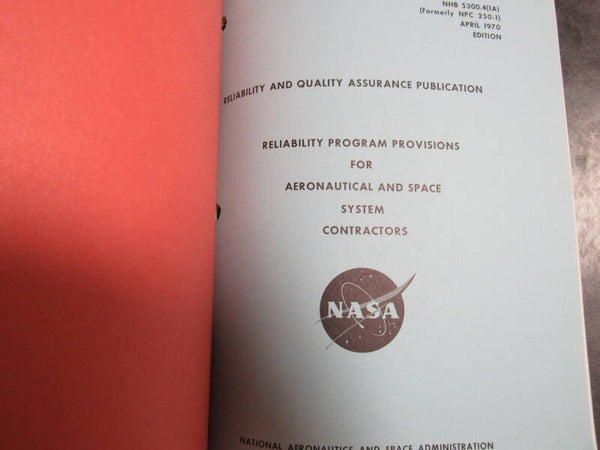 NHB 5300.4(1A)
(Formerly NPC 250-1)
APRIL 1970
EDITION
RELIABILITY AND QUALITY ASSURANCE PUBLICATION
RELIABILITY PROGRAM PROVISIONS
FOR
AERONAUTICAL AND SPACE
SYSTEM
CONTRACTORS
NASA
NATIONAL AERONAUTICS AND SPACE ADMINISTRATION